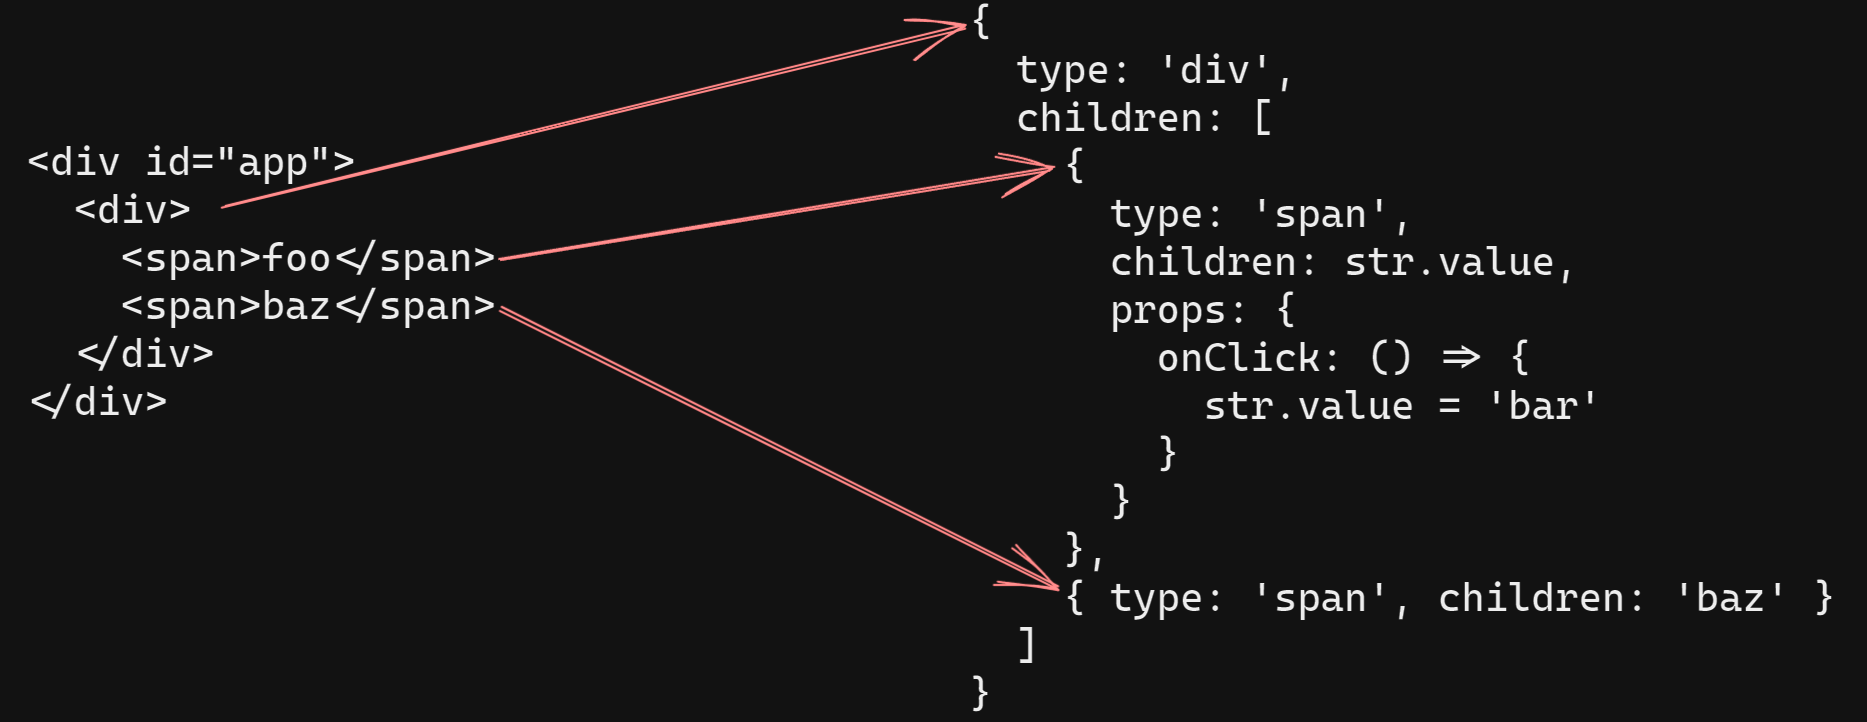 <div id="app">
  <div>
    <span>foo</span>
    <span>baz</span>
  </div>
</div>
{
  type: 'div',
  children: [
    {
      type: 'span',
      children: str.value,
      props: {
        onClick: () => {
          str.value = 'bar'
        }
      }
    },
    { type: 'span', children: 'baz' }
  ]
}